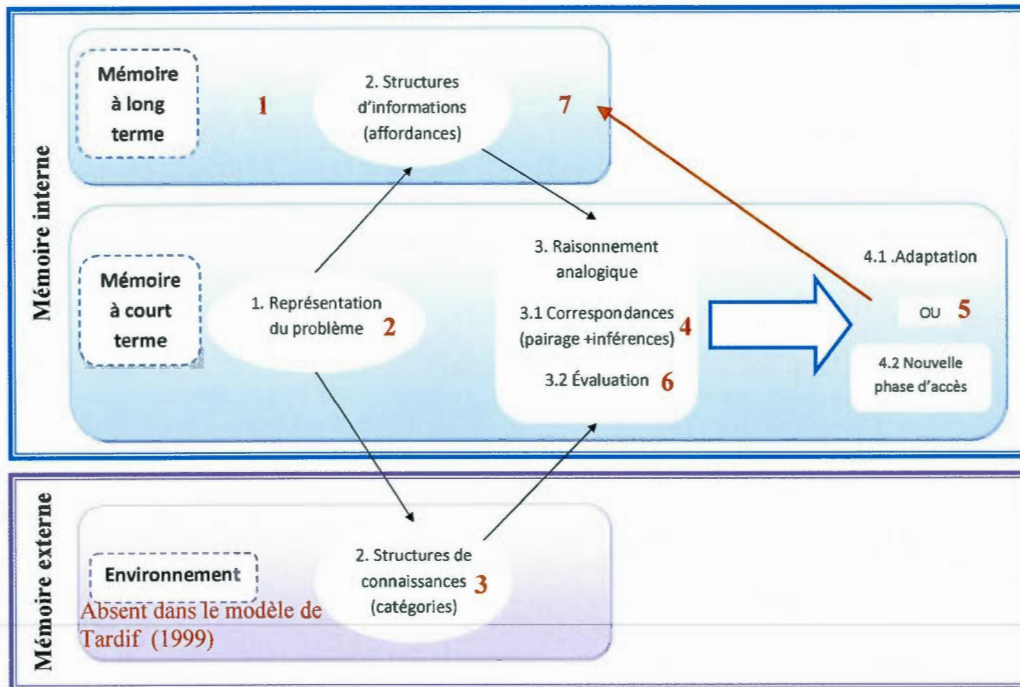 Mémoire interne
Mémoire
à long
terme
1
2. Structures
d'informations
(affordances)
7
Mémoire
à court
terme
1. Représentation
du problème 2
3. Raisonnement
analogique
3.1 Correspondances 4
(pairage +inférences)
3.2 Évaluation 6
4.1 .Adaptation
OU 5
4.2 Nouvelle
phase d'accès
Mémoire externe
Environnement
Absent dans le modèle de
Tardif (1999)
2. Structures de
connaissances 3
(catégories)